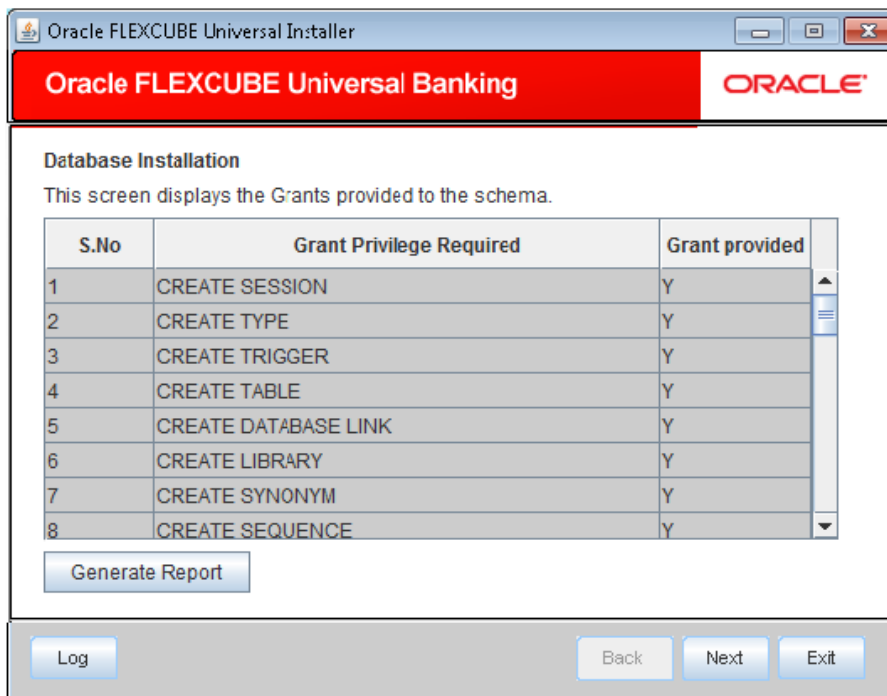 Oracle FLEXCUBE Universal Installer
Oracle FLEXCUBE Universal Banking
ORACLE
Database Installation
This screen displays the Grants provided to the schema.
S.No Grant Privilege Required Grant provided
1 CREATE SESSION Y
2 CREATE TYPE Y
3 CREATE TRIGGER Y
4 CREATE TABLE Y
5 CREATE DATABASE LINK Y
6 CREATE LIBRARY Y
7 CREATE SYNONYM Y
8 CREATE SEQUENCE Y
Generate Report
Log Back Next Exit